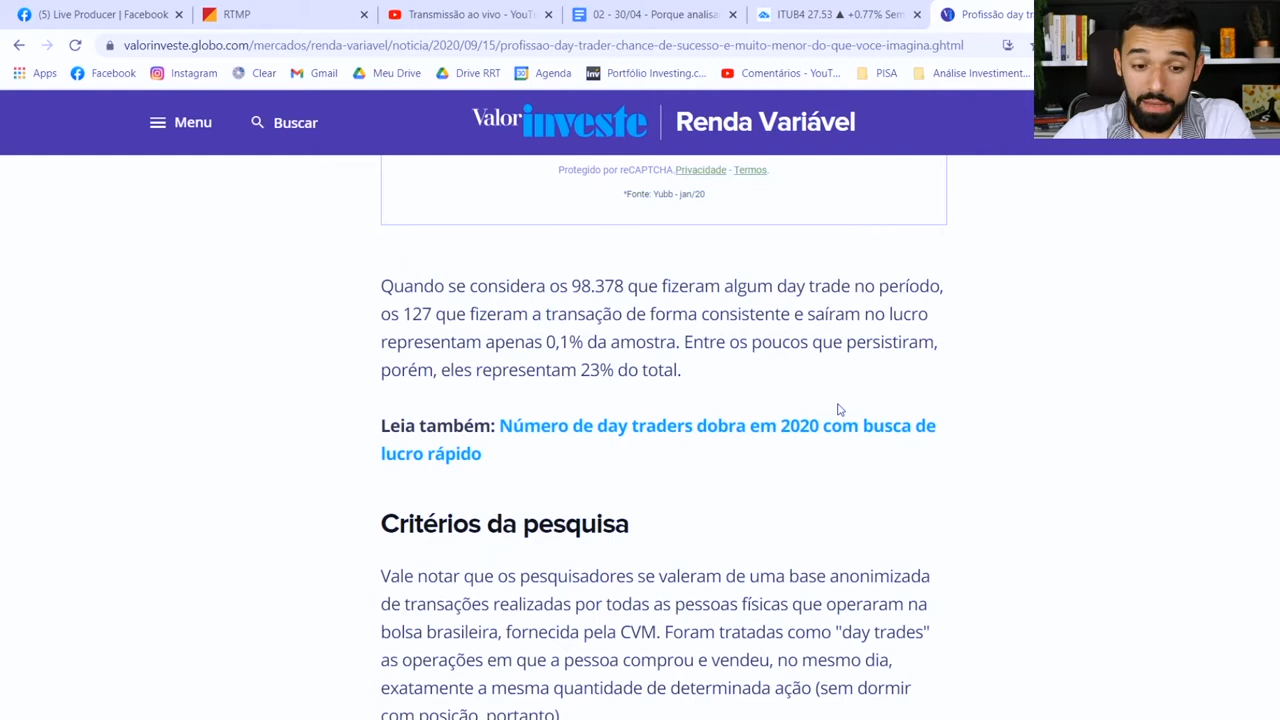 (5) Live Producer | Facebook
RTMP
Transmissão ao vivo - YouTu
02 - 30/04 - Porque analisa
ITUB4 27.53 ▲ +0.77% Sem
Profissão day tr
valorinveste.globo.com/mercados/renda-variavel/noticia/2020/09/15/profissao-day-trader-chance-de-sucesso-e-muito-menor-do-que-voce-imagina.ghtml
Apps Facebook Instagram Clear Gmail Meu Drive Drive RRT Agenda Portfólio Investing.c... Comentários - YouT... PISA Análise Investiment...
Menu Buscar Valor investe Renda Variável
Protegido por reCAPTCHA.Privacidade - Termos.
*Fonte: Yubb - jan/20
Quando se considera os 98.378 que fizeram algum day trade no período,
os 127 que fizeram a transação de forma consistente e saíram no lucro
representam apenas 0,1% da amostra. Entre os poucos que persistiram,
porém, eles representam 23% do total.
Leia também: Número de day traders dobra em 2020 com busca de
lucro rápido
Critérios da pesquisa
Vale notar que os pesquisadores se valeram de uma base anonimizada
de transações realizadas por todas as pessoas físicas que operaram na
bolsa brasileira, fornecida pela CVM. Foram tratadas como "day trades"
as operações em que a pessoa comprou e vendeu, no mesmo dia,
exatamente a mesma quantidade de determinada ação (sem dormir
com posição, portanto)